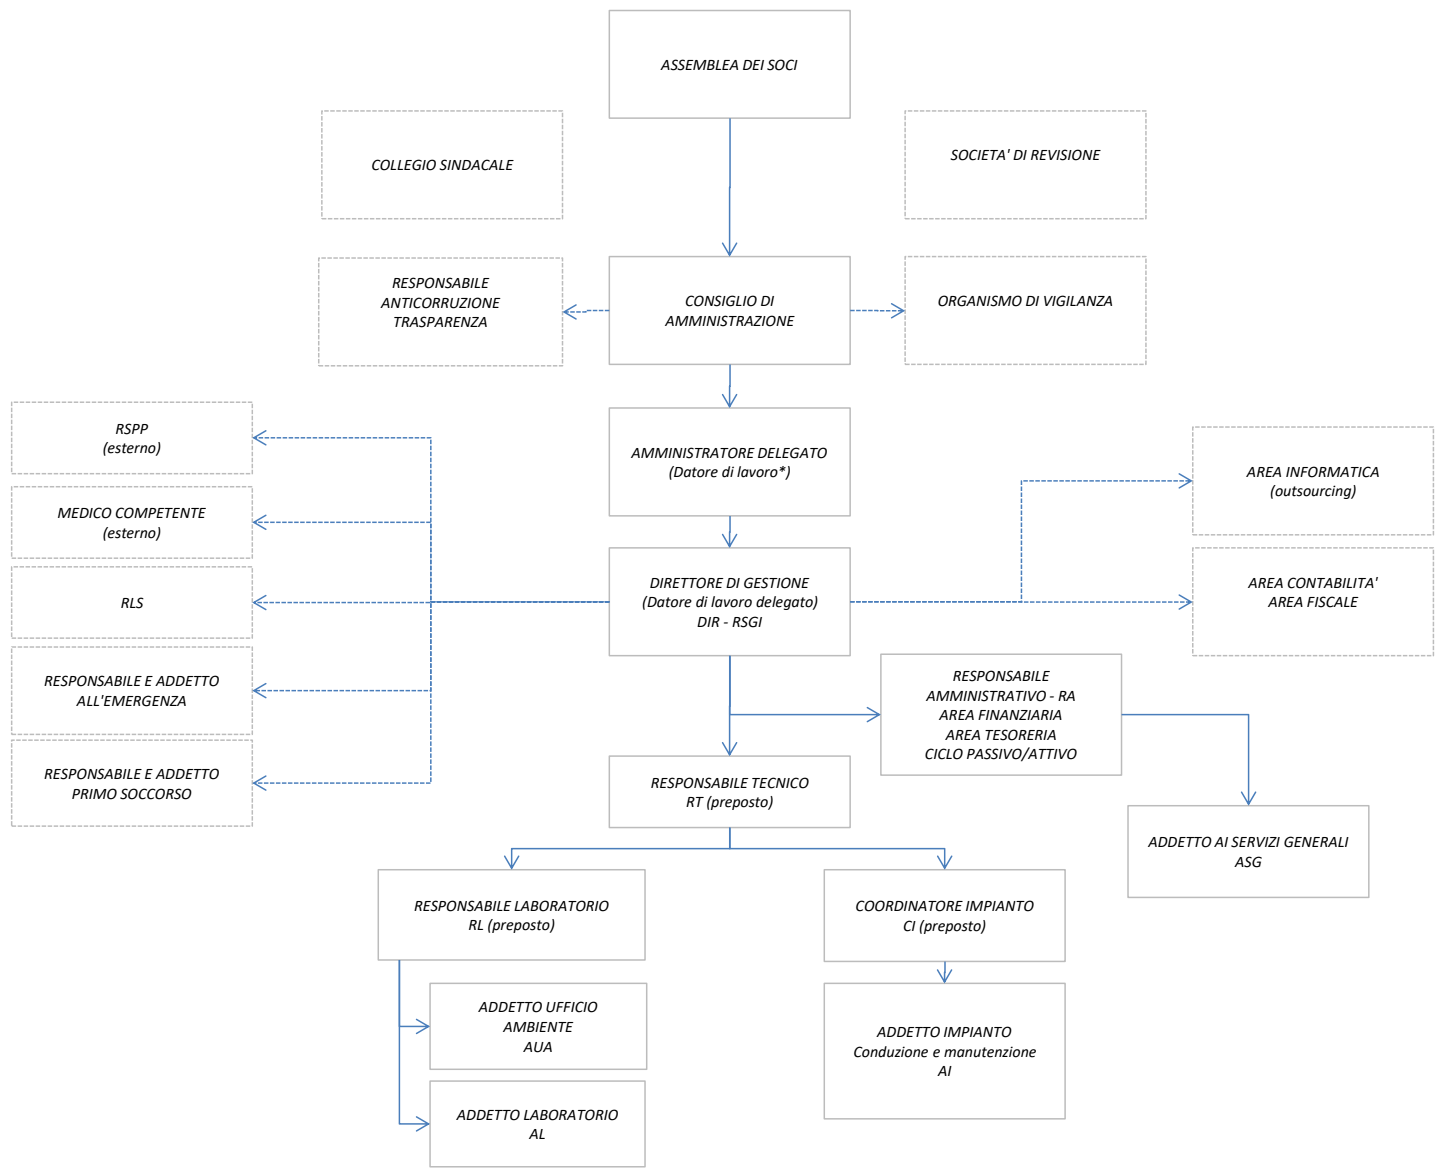 ASSEMBLEA DEI SOCI
COLLEGIO SINDACALE
SOCIETA' DI REVISIONE
RESPONSABILE
ANTICORRUZIONE
TRASPARENZA
CONSIGLIO DI
AMMINISTRAZIONE
ORGANISMO DI VIGILANZA
AMMINISTRATORE DELEGATO
(Datore di lavoro*)
RSPP
(esterno)
MEDICO COMPETENTE
(esterno)
RLS
RESPONSABILE E ADDETTO
ALL'EMERGENZA
RESPONSABILE E ADDETTO
PRIMO SOCCORSO
DIRETTORE DI GESTIONE
(Datore di lavoro delegato)
DIR - RSGI
AREA INFORMATICA
(outsourcing)
AREA CONTABILITA'
AREA FISCALE
RESPONSABILE
AMMINISTRATIVO - RA
AREA FINANZIARIA
AREA TESORERIA
CICLO PASSIVO/ATTIVO
RESPONSABILE TECNICO
RT (preposto)
ADDETTO AI SERVIZI GENERALI
ASG
RESPONSABILE LABORATORIO
RL (preposto)
COORDINATORE IMPIANTO
CI (preposto)
ADDETTO UFFICIO
AMBIENTE
AUA
ADDETTO IMPIANTO
Conduzione e manutenzione
AI
ADDETTO LABORATORIO
AL